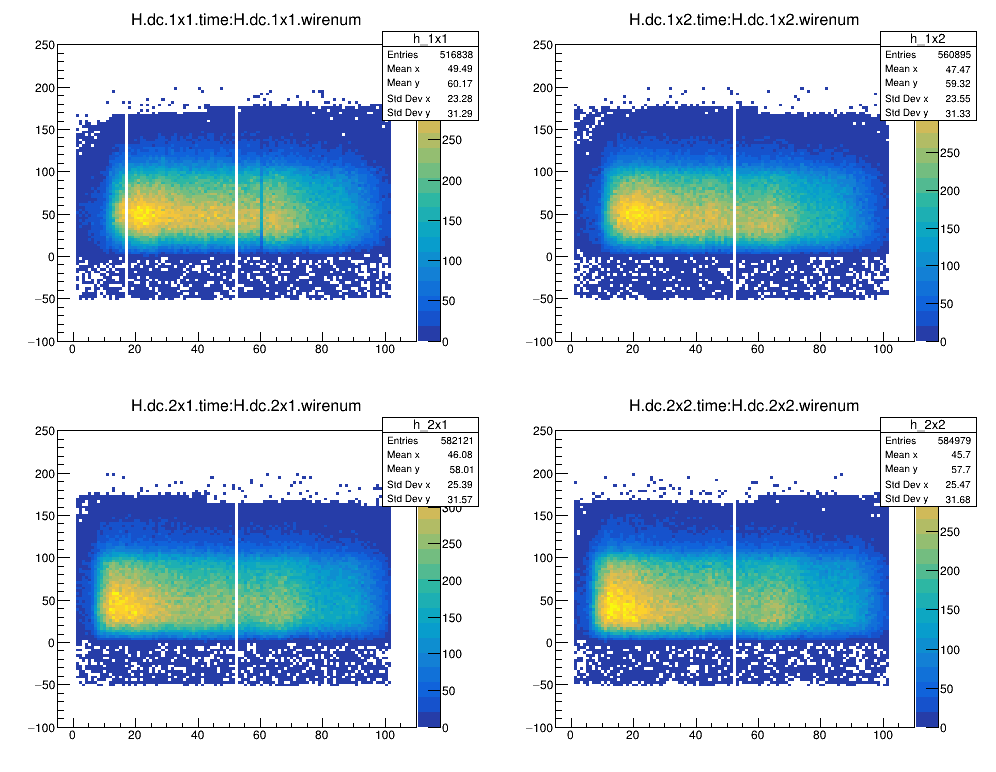 H.dc.1x1.time:H.dc.1x1.wirenum
h_1x1
Entries 516838
Mean x 49.49
Mean y 60.17
Std Dev x 23.28
Std Dev y 31.29
250
200
150
100
50
0
−50
−100
0 20 40 60 80 100
250
200
150
100
50
0
H.dc.1x2.time:H.dc.1x2.wirenum
h_1x2
Entries 560895
Mean x 47.47
Mean y 59.32
Std Dev x 23.55
Std Dev y 31.33
250
200
150
100
50
0
−50
−100
0 20 40 60 80 100
250
200
150
100
50
0
H.dc.2x1.time:H.dc.2x1.wirenum
h_2x1
Entries 582121
Mean x 46.08
Mean y 58.01
Std Dev x 25.39
Std Dev y 31.57
250
200
150
100
50
0
−50
−100
0 20 40 60 80 100
300
250
200
150
100
50
0
H.dc.2x2.time:H.dc.2x2.wirenum
h_2x2
Entries 584979
Mean x 45.7
Mean y 57.7
Std Dev x 25.47
Std Dev y 31.68
250
200
150
100
50
0
−50
−100
0 20 40 60 80 100
250
200
150
100
50
0